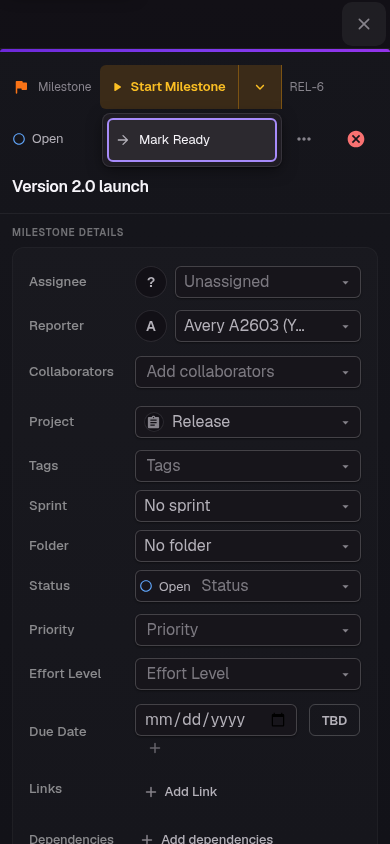 Milestone Start Milestone REL-6
Open
Mark Ready
Version 2.0 launch
MILESTONE DETAILS
Assignee ? Unassigned
Reporter A Avery A2603 (Y...
Collaborators Add collaborators
Project Release
Tags Tags
Sprint No sprint
Folder No folder
Status Open Status
Priority Priority
Effort Level Effort Level
Due Date mm/dd/yyyy TBD
Links + Add Link
Dependencies + Add dependencies